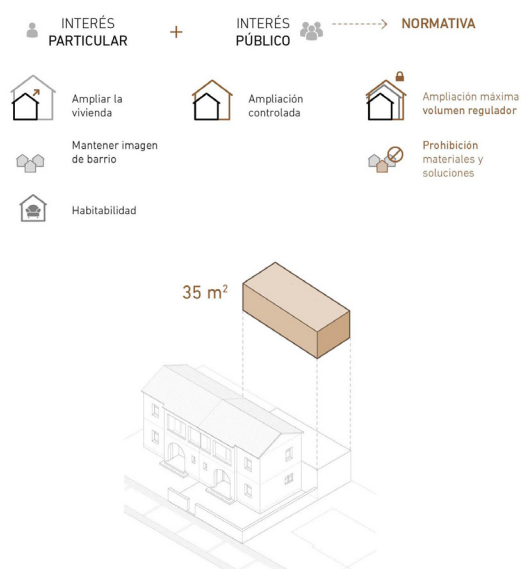 INTERÉS
PARTICULAR
+
INTERÉS
PÚBLICO
NORMATIVA
Ampliar la
vivienda
Ampliación
controlada
Ampliación máxima
volumen regulador
Mantener imagen
de barrio
Prohibición
materiales y
soluciones
Habitabilidad
35 m²